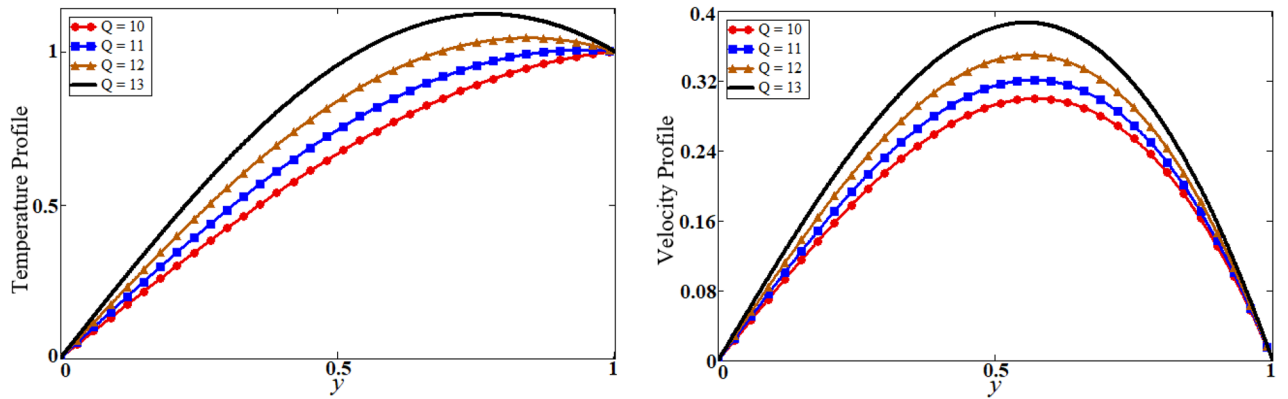 Temperature Profile
1
0.5
0
Q = 10
Q = 11
Q = 12
Q = 13
0
0.5
1
y
Velocity Profile
0.4
0.32
0.24
0.16
0.08
0
Q = 10
Q = 11
Q = 12
Q = 13
0
0.5
1
y